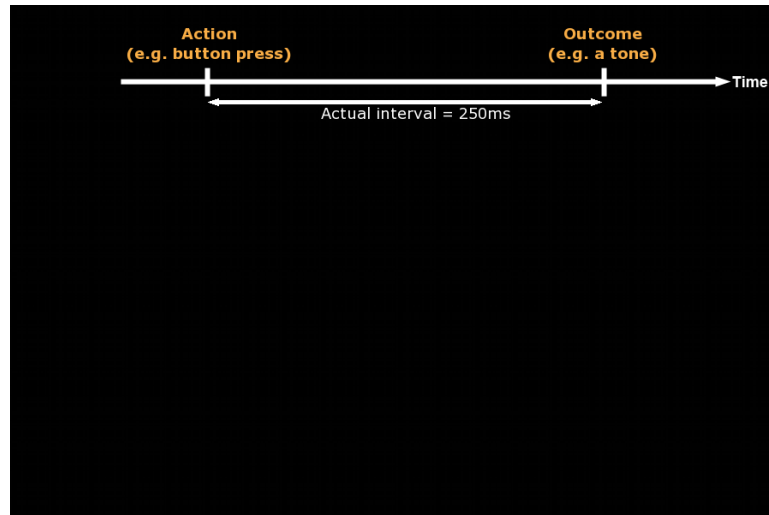 Action
(e.g. button press)
Outcome
(e.g. a tone)
Time
Actual interval = 250ms